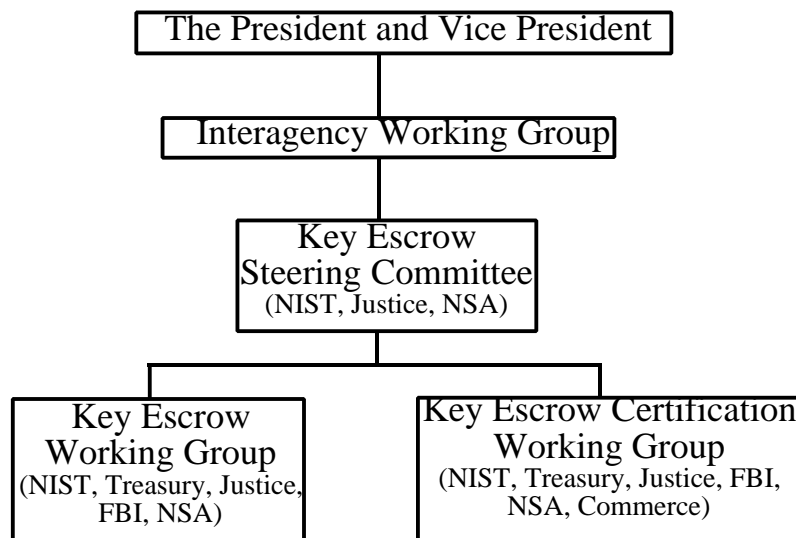 The President and Vice President
Interagency Working Group
Key Escrow
Steering Committee
(NIST, Justice, NSA)
Key Escrow
Working Group
(NIST, Treasury, Justice,
FBI, NSA)
Key Escrow Certification
Working Group
(NIST, Treasury, Justice, FBI,
NSA, Commerce)